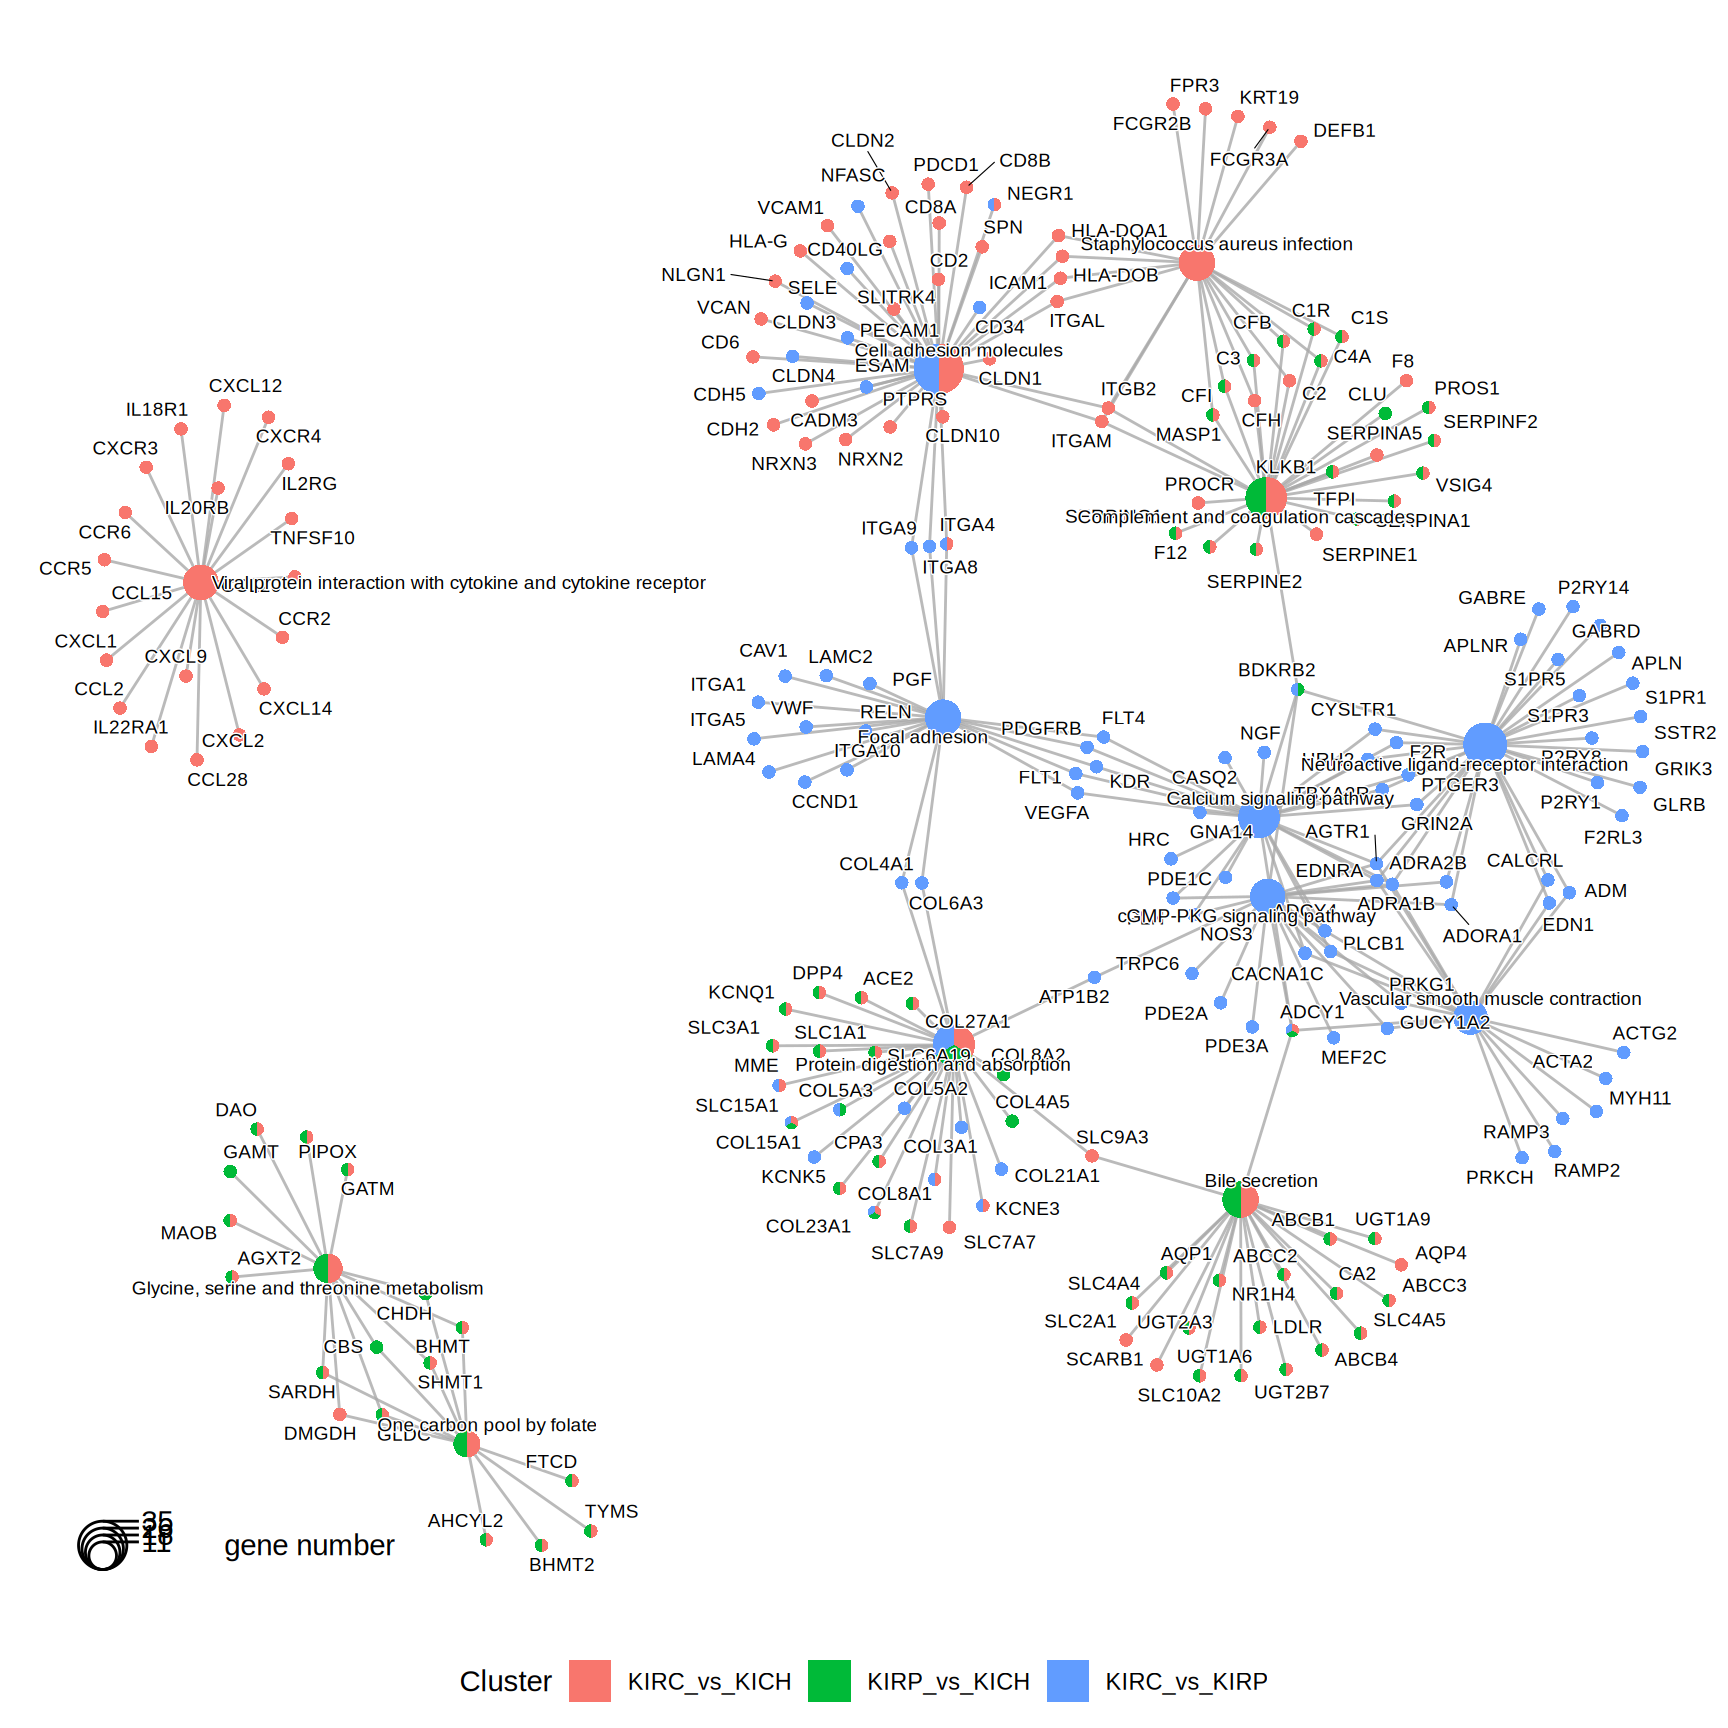 FPR3
KRT19
FCGR2B
DEFB1
FCGR3A
CLDN2
PDCD1
CD8B
NFASC
NEGR1
VCAM1
CD8A
SPN
HLA-DQA1
HLA-G
CD40LG
Staphylococcus aureus infection
CD2
NLGN1
HLA-DOB
SELE
ICAM1
SLITRK4
VCAN
CLDN3
PECAM1
CD34
ITGAL
C1R
C1S
CFB
CD6
Cell adhesion molecules
C3
C4A
F8
CLDN4
ESAM
CLDN1
CXCL12
CDH5
PTPRS
ITGB2
CFI
C2
CLU
PROS1
IL18R1
CADM3
CFH
SERPINF2
CXCR4
CDH2
CLDN10
ITGAM
MASP1
SERPINA5
CXCR3
NRXN3
NRXN2
KLKB1
IL2RG
PROCR
VSIG4
IL20RB
TFPI
Complement and coagulation cascades
SERPINA1
CCR6
ITGA9
ITGA4
TNFSF10
F12
SERPINE1
CCR5
ITGA8
SERPINE2
Viral protein interaction with cytokine and cytokine receptor
CCL15
P2RY14
GABRE
CCR2
GABRD
CXCL1
APLNR
CXCL9
CAV1
LAMC2
BDKRB2
APLN
ITGA1
PGF
S1PR5
CCL2
S1PR1
CXCL14
VWF
RELN
CYSLTR1
S1PR3
IL22RA1
ITGA5
PDGFRB
FLT4
NGF
SSTR2
CXCL2
Focal adhesion
ITGA10
F2R
P2RY8
LAMA4
HRH2
Neuroactive ligand-receptor interaction
GRIK3
CCL28
FLT1
KDR
CASQ2
PTGER3
CCND1
TBXA2R
Calcium signaling pathway
P2RY1
GLRB
VEGFA
GNA14
AGTR1
GRIN2A
F2RL3
HRC
COL4A1
EDNRA
ADRA2B
CALCRL
PDE1C
ADM
COL6A3
ADRA1B
ADCY4
cGMP-PKG signaling pathway
EDN1
NOS3
ADORA1
PLCB1
TRPC6
DPP4
ACE2
CACNA1C
KCNQ1
PRKG1
ATP1B2
Vascular smooth muscle contraction
PDE2A
ADCY1
COL27A1
GUCY1A2
SLC3A1
SLC1A1
ACTG2
PDE3A
SLC6A19
COL8A2
MEF2C
MME
Protein digestion and absorption
ACTA2
COL5A3
COL5A2
SLC15A1
COL4A5
MYH11
DAO
COL15A1
CPA3
COL3A1
SLC9A3
RAMP3
GAMT
PIPOX
KCNK5
COL21A1
RAMP2
PRKCH
GATM
COL8A1
Bile secretion
KCNE3
COL23A1
ABCB1
UGT1A9
MAOB
SLC7A9
SLC7A7
AQP1
ABCC2
AQP4
AGXT2
SLC4A4
CA2
ABCC3
Glycine, serine and threonine metabolism
NR1H4
CHDH
SLC2A1
UGT2A3
LDLR
SLC4A5
CBS
BHMT
SCARB1
UGT1A6
ABCB4
SHMT1
SARDH
SLC10A2
UGT2B7
One carbon pool by folate
DMGDH
GLDC
FTCD
AHCYL2
TYMS
BHMT2
35
11
gene number
Cluster KIRC_vs_KICH KIRP_vs_KICH KIRC_vs_KIRP